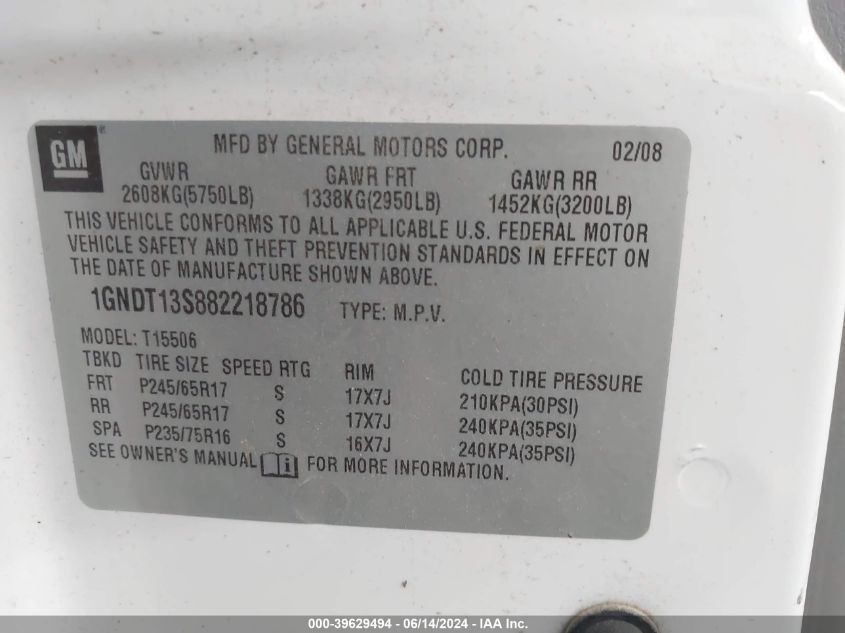 GM
MFD BY GENERAL MOTORS CORP. 02/08
GVWR GAWR FRT GAWR RR
2608KG(5750LB) 1338KG(2950LB) 1452KG(3200LB)
THIS VEHICLE CONFORMS TO ALL APPLICABLE U.S. FEDERAL MOTOR
VEHICLE SAFETY AND THEFT PREVENTION STANDARDS IN EFFECT ON
THE DATE OF MANUFACTURE SHOWN ABOVE.
1GNDT13S882218786 TYPE: M.P.V.
MODEL: T15506
TBKD TIRE SIZE SPEED RTG RIM COLD TIRE PRESSURE
FRT P245/65R17 S 17X7J 210KPA(30PSI)
RR P245/65R17 S 17X7J 240KPA(35PSI)
SPA P235/75R16 S 16X7J 240KPA(35PSI)
SEE OWNER'S MANUAL FOR MORE INFORMATION.
000-39629494 - 06/14/2024 - IAA Inc.